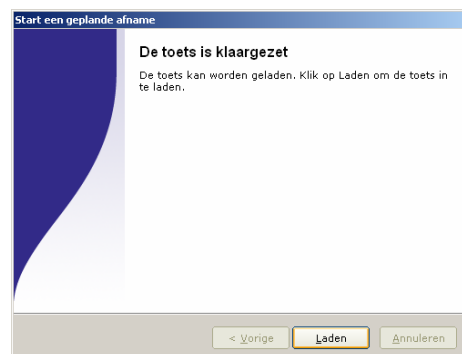 Start een geplande afname
De toets is klaargezet
De toets kan worden geladen. Klik op Laden om de toets in
te laden.
< Vorige
Laden
Annuleren